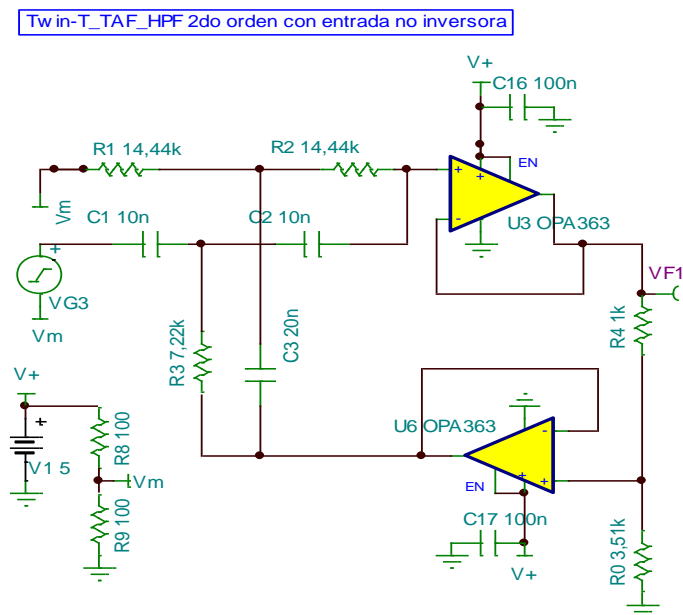 Twin-T_TAF_HPF 2do orden con entrada no inversora
V+
C16 100n
R1 14,44k
R2 14,44k
EN
+
+
-
Vm
C1 10n
C2 10n
U3 OPA363
+
VG3
VF1
Vm
R3 7,22k
C3 20n
R4 1k
V+
U6 OPA363
-
+
R8 100
V1 5
Vm
EN
+
+
C17 100n
R9 100
V+
R0 3,51k